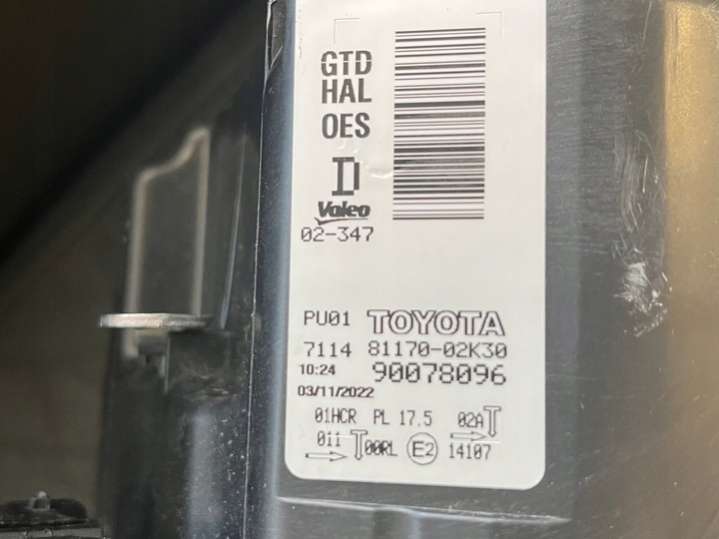 GTD
HAL
OES
D
Valeo
02-347
PU01 TOYOTA
7114 81170-02K30
10:24 90078096
03/11/2022
01HCR PL 17.5 02A
011 00RL E2 14107